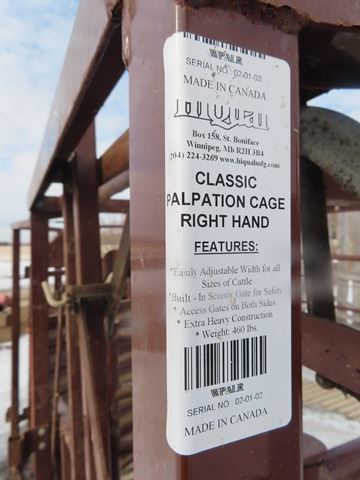 WPALR
SERIAL NO. 02-01-03
MADE IN CANADA
HiQual
Box 158, St. Boniface
Winnipeg, Mb R2H 3B4
(204) 224-3269 www.hiqualmfg.com
CLASSIC
PALPATION CAGE
RIGHT HAND
FEATURES:
*Easily Adjustable Width for all
Sizes of Cattle
*Built - In Scissor Gate for Safety
* Access Gates on Both Sides
* Extra Heavy Construction
* Weight: 460 lbs.
WPALR
SERIAL NO. 02-01-02
MADE IN CANADA